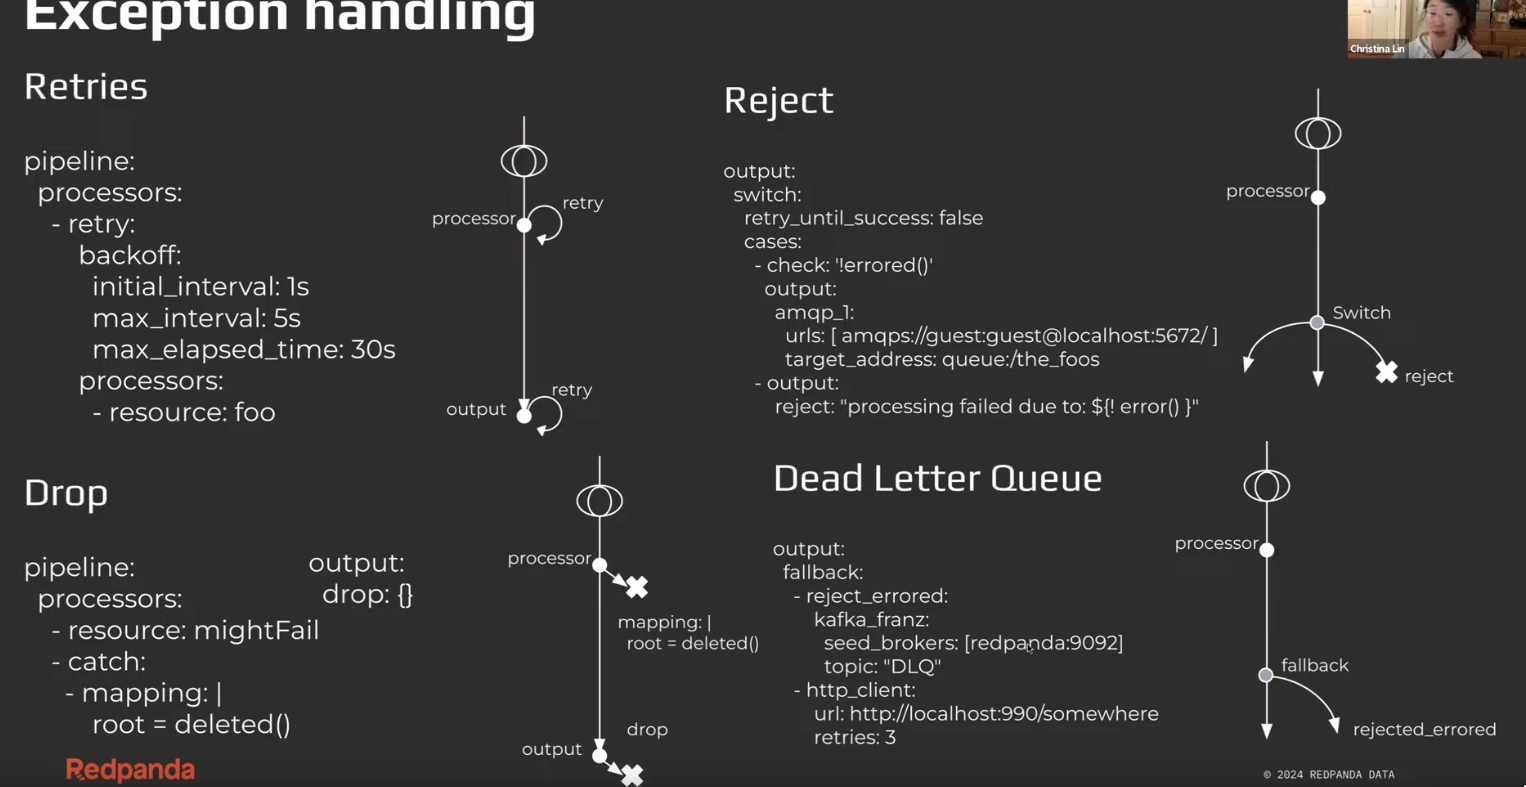 Exception handling
Christina Lin
Retries
pipeline:
processors:
- retry:
backoff:
initial_interval: 1s
max_interval: 5s
max_elapsed_time: 30s
processors:
- resource: foo
processor
retry
output
retry
Reject
output:
switch:
retry_until_success: false
cases:
- check: '!errored()'
output:
amqp_1:
urls: [ amqps://guest:guest@localhost:5672/ ]
target_address: queue:/the_foos
- output:
reject: "processing failed due to: ${! error() }"
processor
Switch
reject
Drop
pipeline:
processors:
- resource: mightFail
- catch:
- mapping: |
root = deleted()
output:
drop: {}
processor
mapping: |
root = deleted()
drop
output
Dead Letter Queue
output:
fallback:
- reject_errored:
kafka_franz:
seed_brokers: [redpanda:9092]
topic: "DLQ"
- http_client:
url: http://localhost:990/somewhere
retries: 3
processor
fallback
rejected_errored
Redpanda
© 2024 REDPANDA DATA